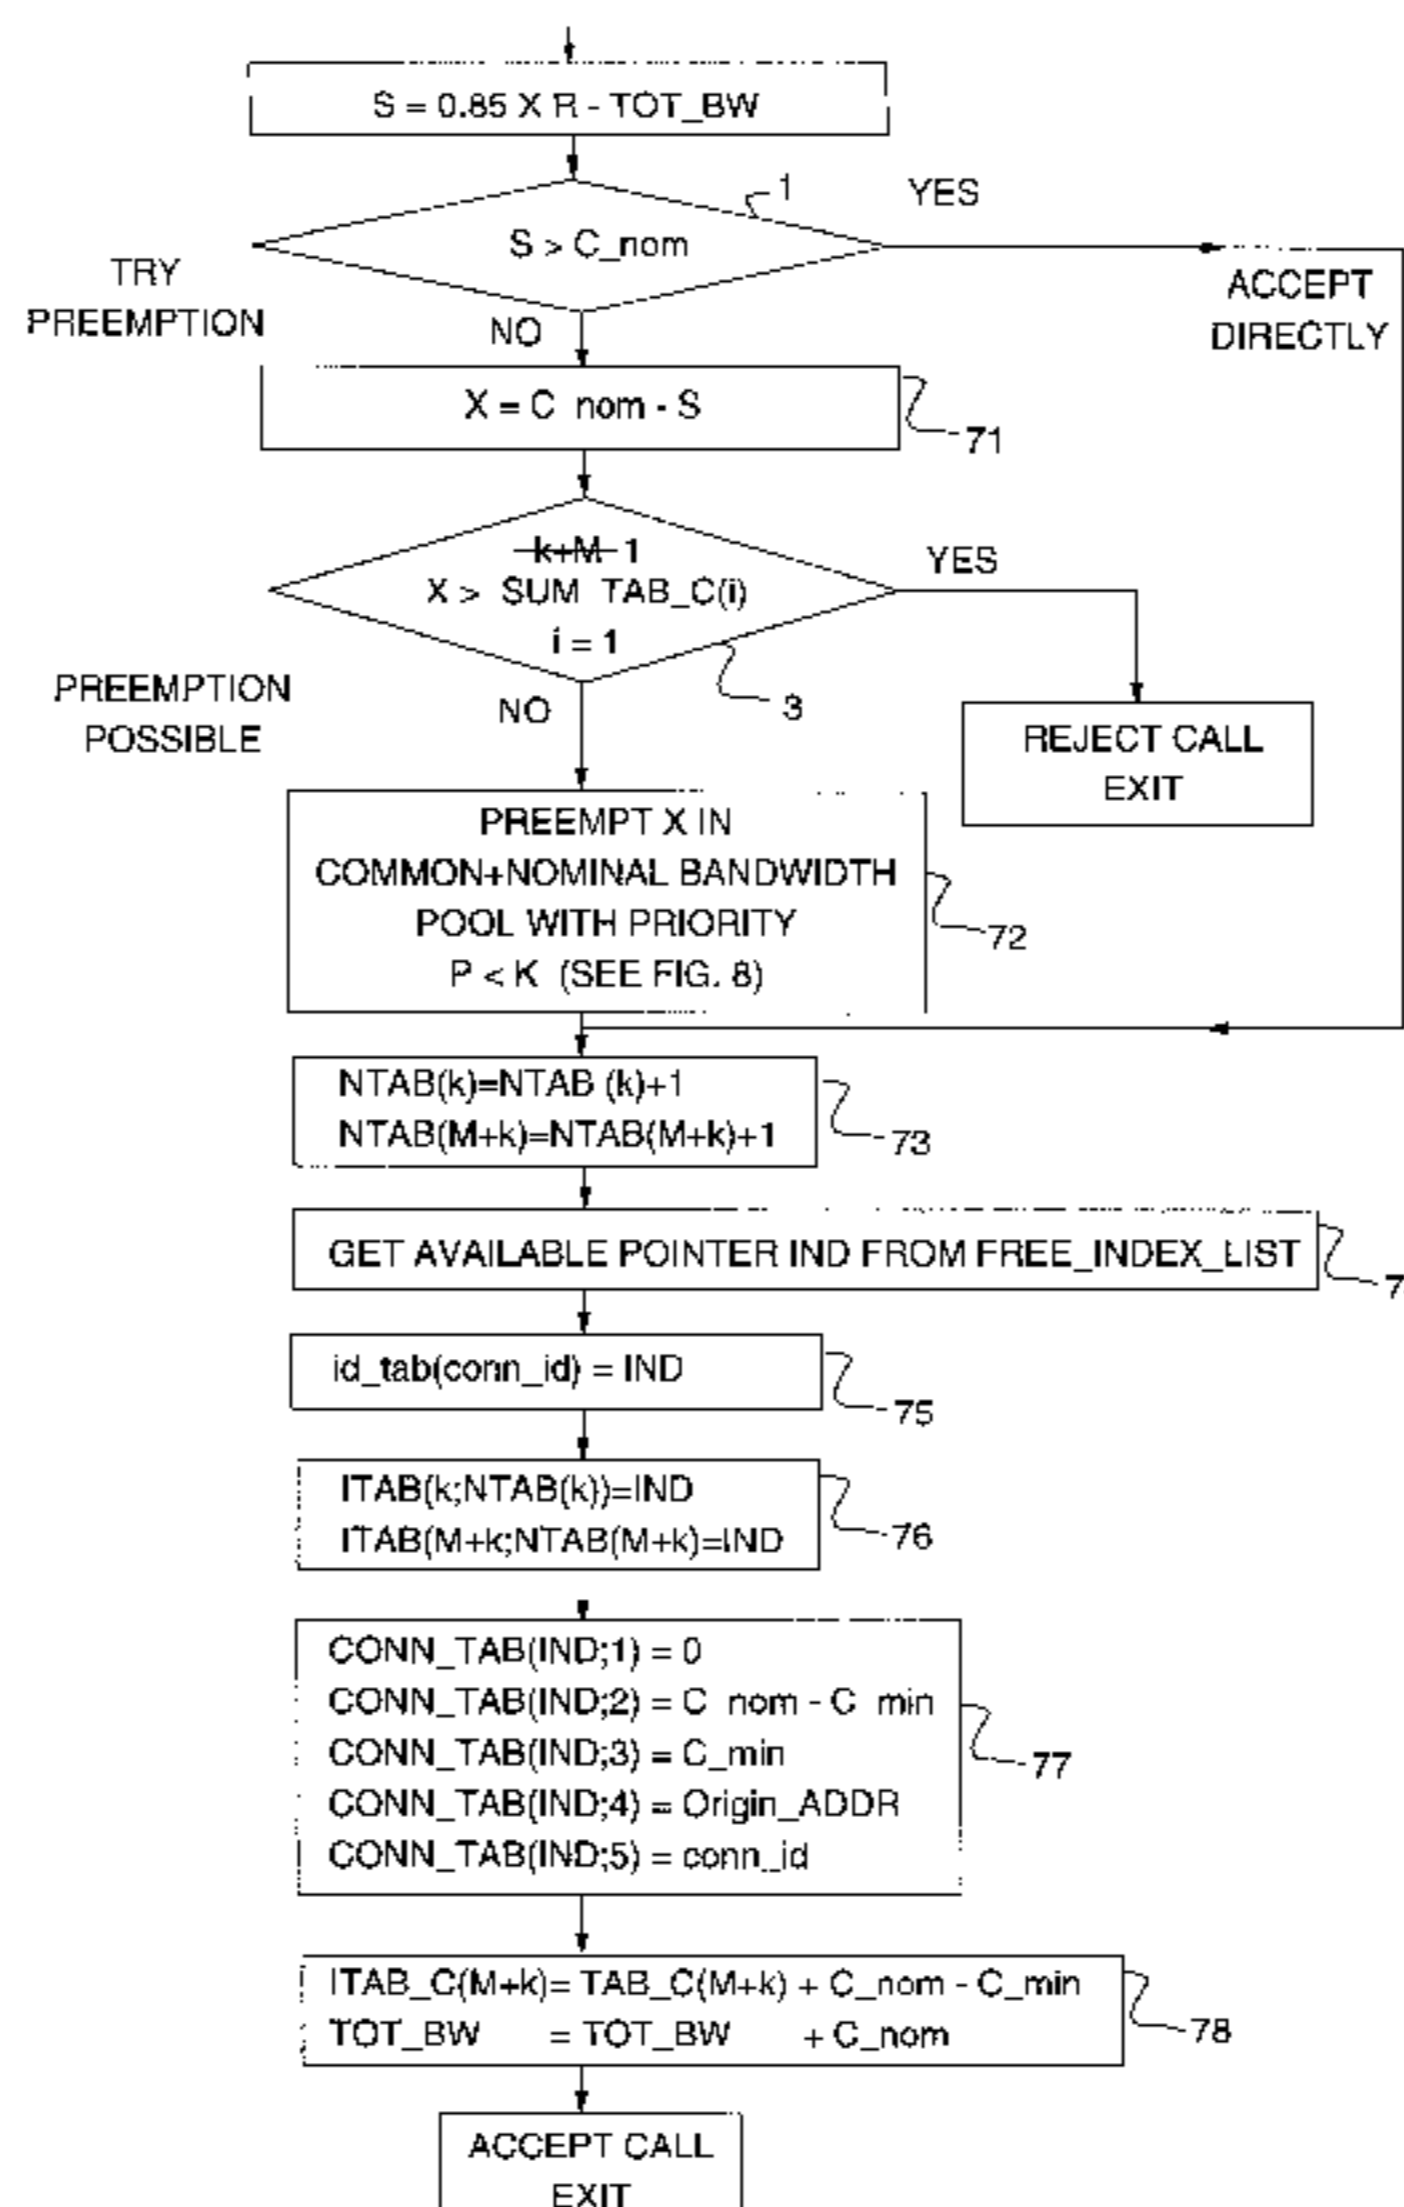 S = 0.85 X R - TOT_BW
1
YES
S > C_nom
TRY
PREEMPTION
ACCEPT
DIRECTLY
NO
X = C nom - S
71
k+M-1
X > SUM TAB_C(i)
i = 1
YES
3
PREEMPTION
POSSIBLE
NO
REJECT CALL
EXIT
PREEMPT X IN
COMMON+NOMINAL BANDWIDTH
POOL WITH PRIORITY
P < K (SEE FIG. 8)
72
NTAB(k)=NTAB (k)+1
NTAB(M+k)=NTAB(M+k)+1
73
GET AVAILABLE POINTER IND FROM FREE_INDEX_LIST
id_tab(conn_id) = IND
75
ITAB(k;NTAB(k))=IND
ITAB(M+k;NTAB(M+k)=IND
76
CONN_TAB(IND;1) = 0
CONN_TAB(IND;2) = C nom - C min
CONN_TAB(IND;3) = C_min
CONN_TAB(IND;4) = Origin_ADDR
CONN_TAB(IND;5) = conn_id
77
ITAB_C(M+k)= TAB_C(M+k) + C_nom - C_min
TOT_BW = TOT_BW + C_nom
78
ACCEPT CALL
EXIT